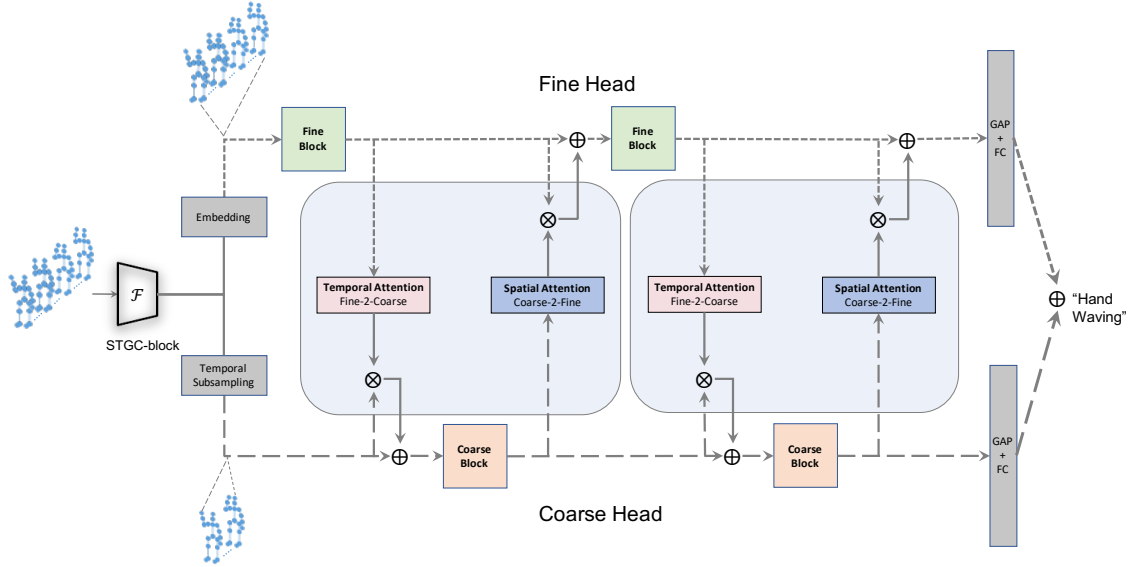 Fine Head
Fine
Block
Fine
Block
GAP
+
FC
Embedding
ℱ
STGC-block
Temporal
Subsampling
Temporal Attention
Fine-2-Coarse
Spatial Attention
Coarse-2-Fine
Temporal Attention
Fine-2-Coarse
Spatial Attention
Coarse-2-Fine
“Hand
Waving”
Coarse
Block
Coarse
Block
GAP
+
FC
Coarse Head